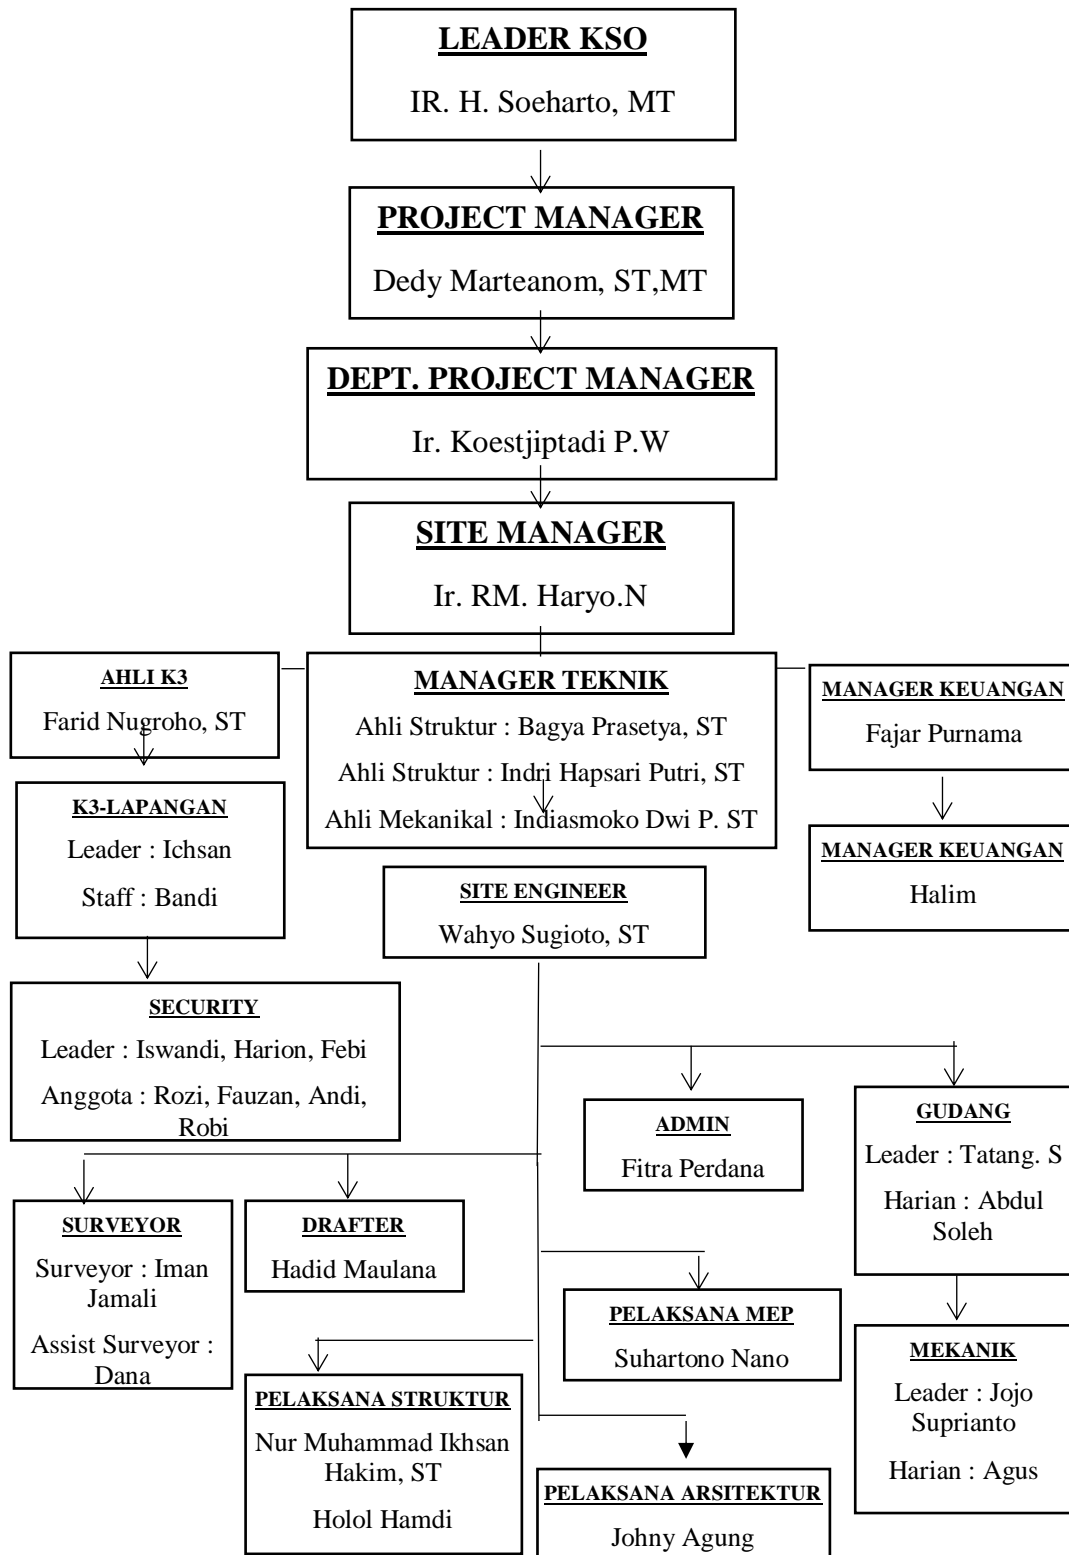 LEADER KSO
IR. H. Soeharto, MT
PROJECT MANAGER
Dedy Marteanom, ST,MT
DEPT. PROJECT MANAGER
Ir. Koestjiptadi P.W
SITE MANAGER
Ir. RM. Haryo.N
AHLI K3
Farid Nugroho, ST
MANAGER TEKNIK
Ahli Struktur : Bagya Prasetya, ST
Ahli Struktur : Indri Hapsari Putri, ST
Ahli Mekanikal : Indiasmoko Dwi P. ST
MANAGER KEUANGAN
Fajar Purnama
K3-LAPANGAN
Leader : Ichsan
Staff : Bandi
MANAGER KEUANGAN
Halim
SITE ENGINEER
Wahyo Sugioto, ST
SECURITY
Leader : Iswandi, Harion, Febi
Anggota : Rozi, Fauzan, Andi,
Robi
ADMIN
Fitra Perdana
GUDANG
Leader : Tatang. S
Harian : Abdul
Soleh
SURVEYOR
Surveyor : Iman
Jamali
Assist Surveyor :
Dana
DRAFTER
Hadid Maulana
PELAKSANA MEP
Suhartono Nano
MEKANIK
Leader : Jojo
Suprianto
Harian : Agus
PELAKSANA STRUKTUR
Nur Muhammad Ikhsan
Hakim, ST
Holol Hamdi
PELAKSANA ARSITEKTUR
Johny Agung